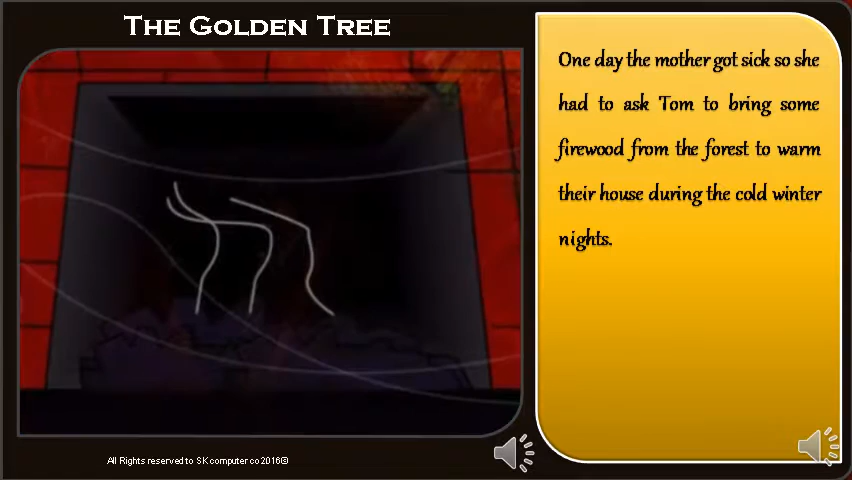 The Golden Tree
One day the mother got sick so she
had to ask Tom to bring some
firewood from the forest to warm
their house during the cold winter
nights.
All Rights reserved to SK computer co 2016©